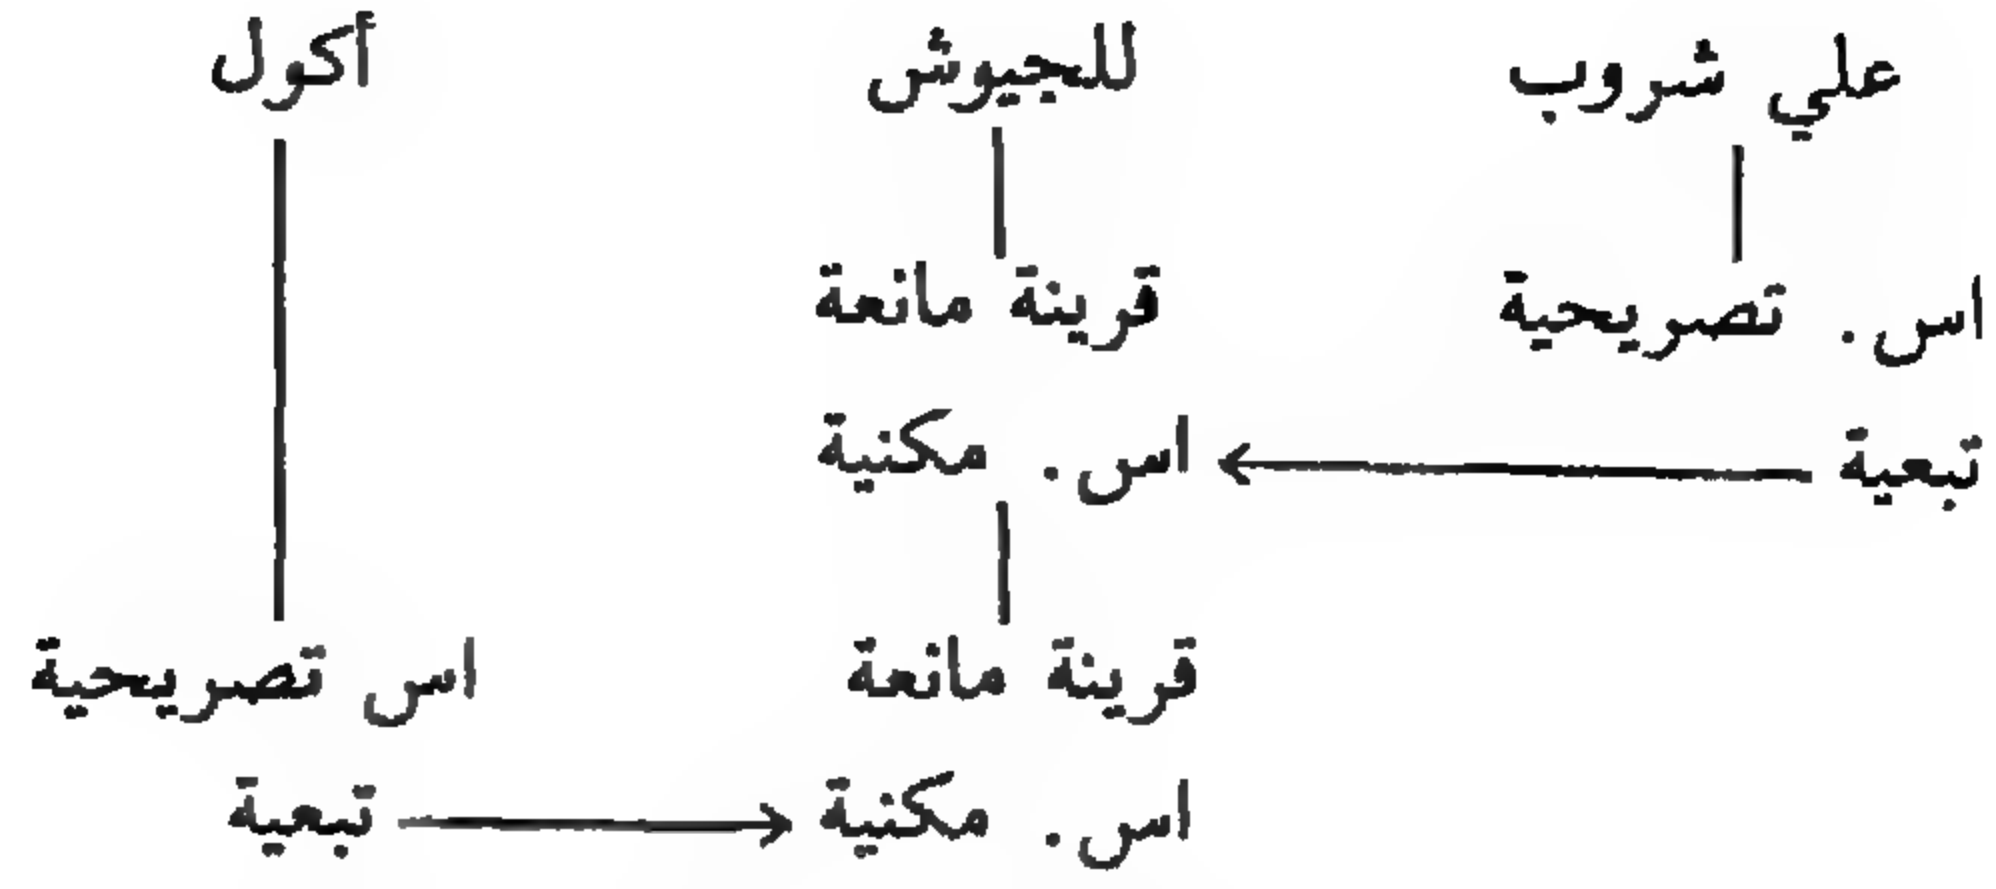 علي شروب للجيوش أكول
اس. تصريحية قرينة مانعة
تبعية اس. مكنية
اس تصريحية قرينة مانعة
تبعية اس. مكنية